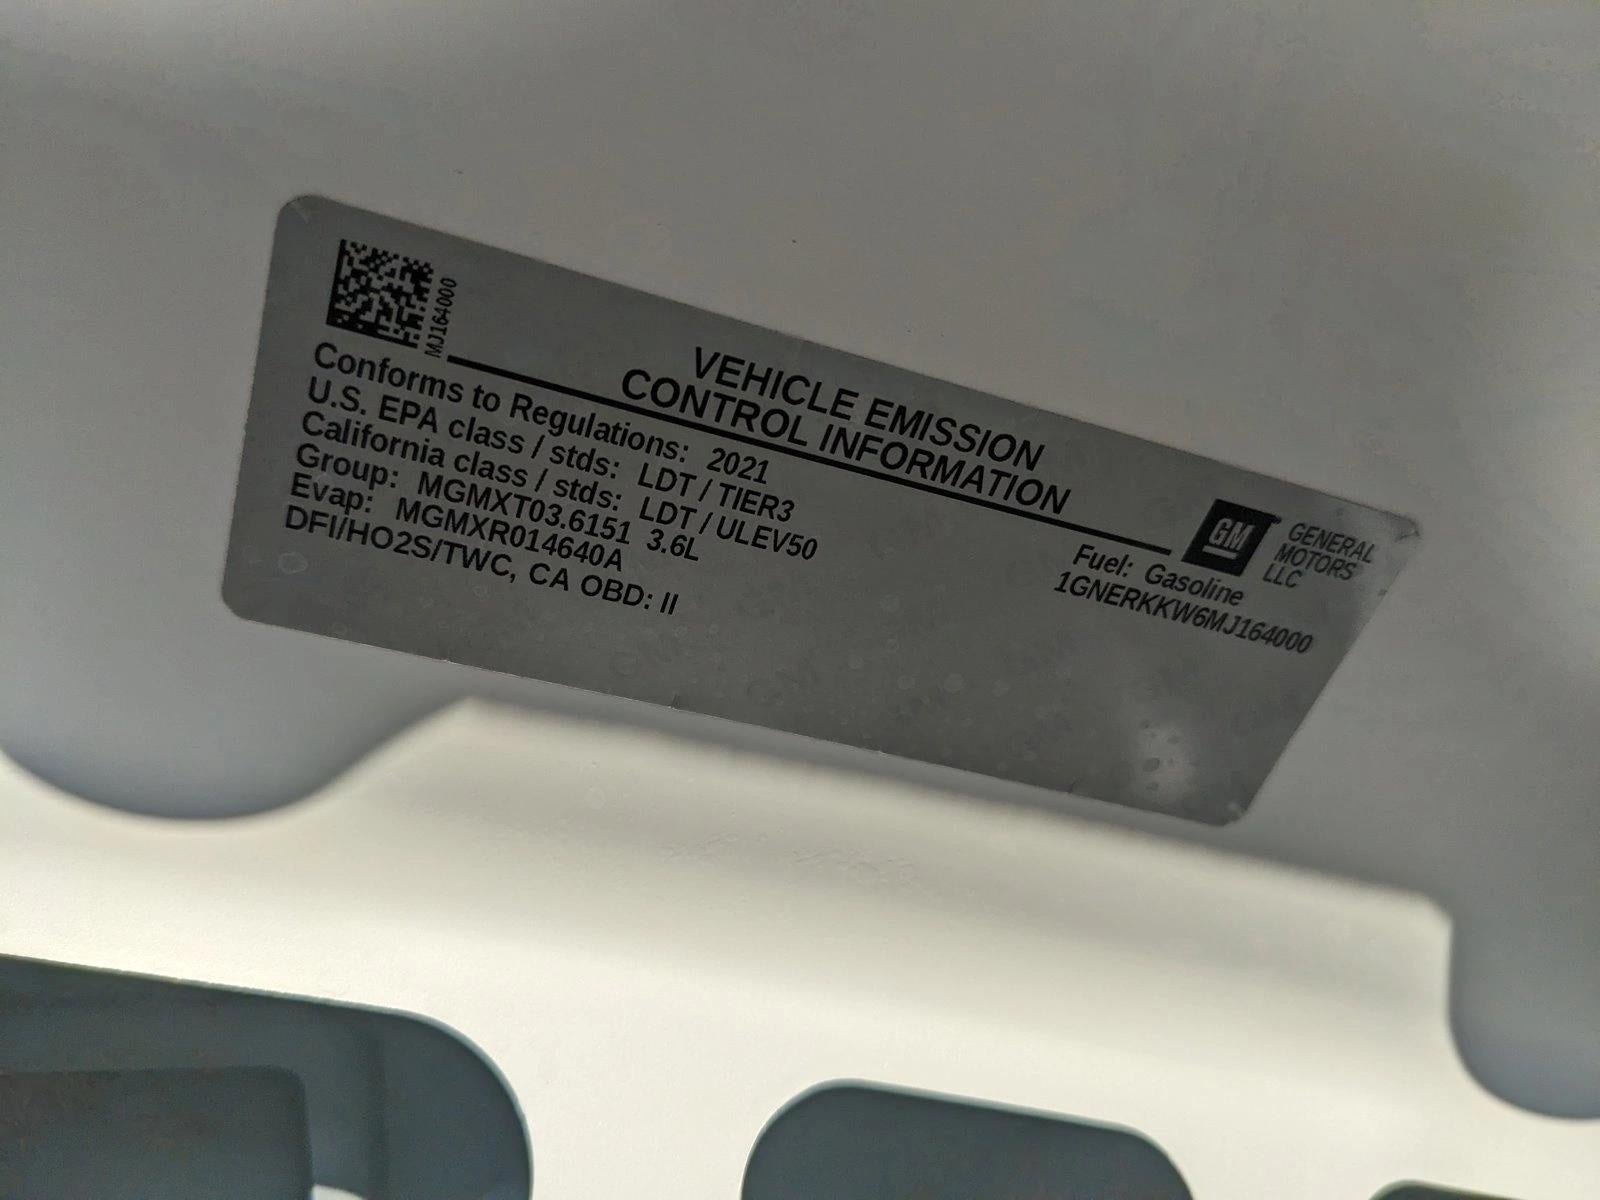 MJ164000
VEHICLE EMISSION
CONTROL INFORMATION
Conforms to Regulations: 2021
U.S. EPA class / stds: LDT / TIER3
California class / stds: LDT / ULEV50
Group: MGMXT03.6151 3.6L
Evap: MGMXR014640A
DFI/HO2S/TWC, CA OBD: II
GM
GENERAL
MOTORS
LLC
Fuel: Gasoline
1GNERKKW6MJ164000